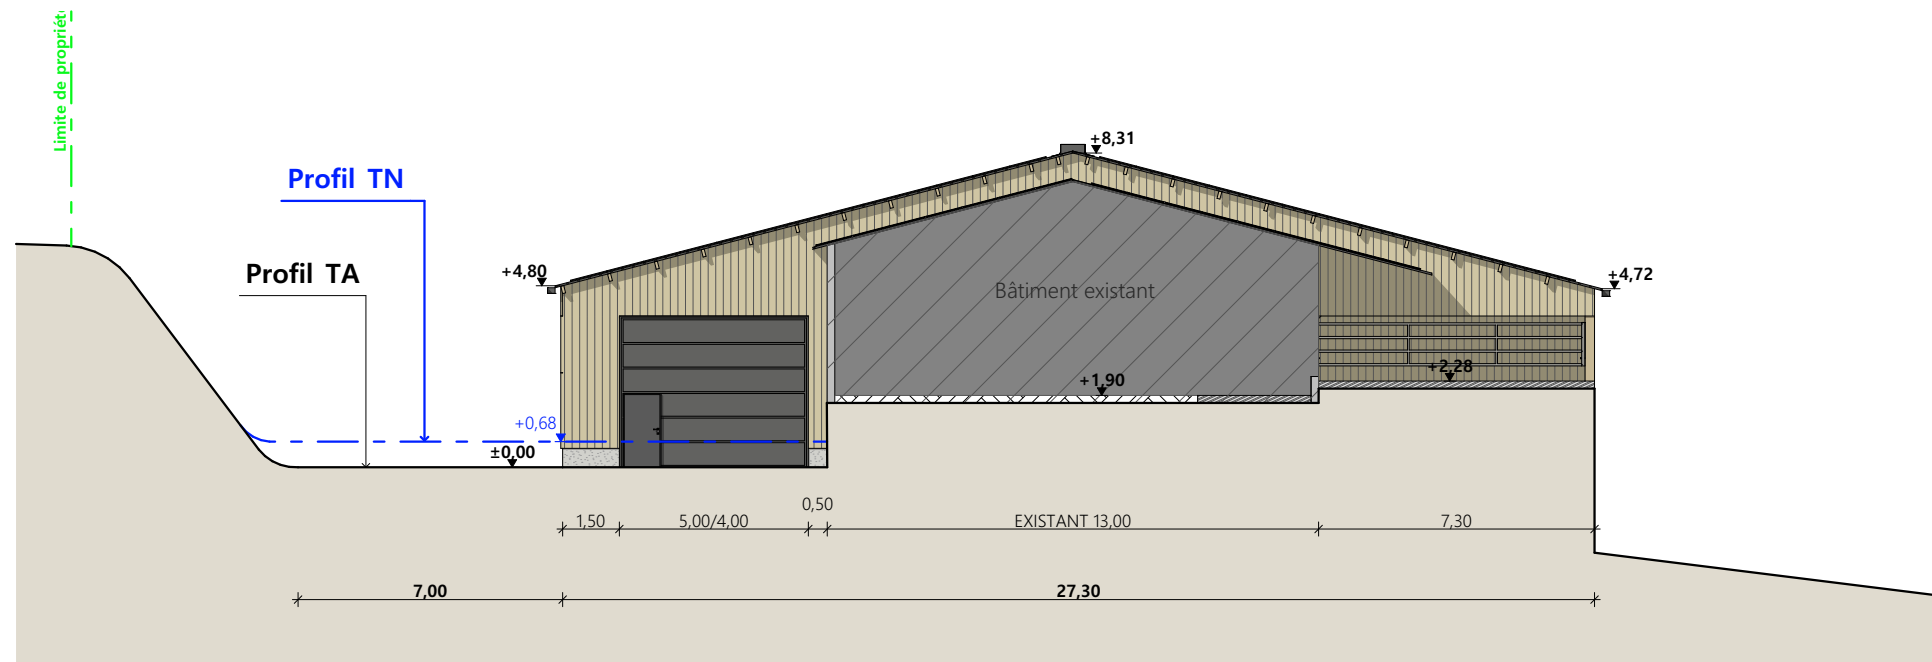 Limite de propriété
Profil TN
Profil TA
+8,31
+4,80
+4,72
Bâtiment existant
+1,90
+2,28
+0,68
±0,00
0,50
1,50
5,00/4,00
EXISTANT 13,00
7,30
7,00
27,30